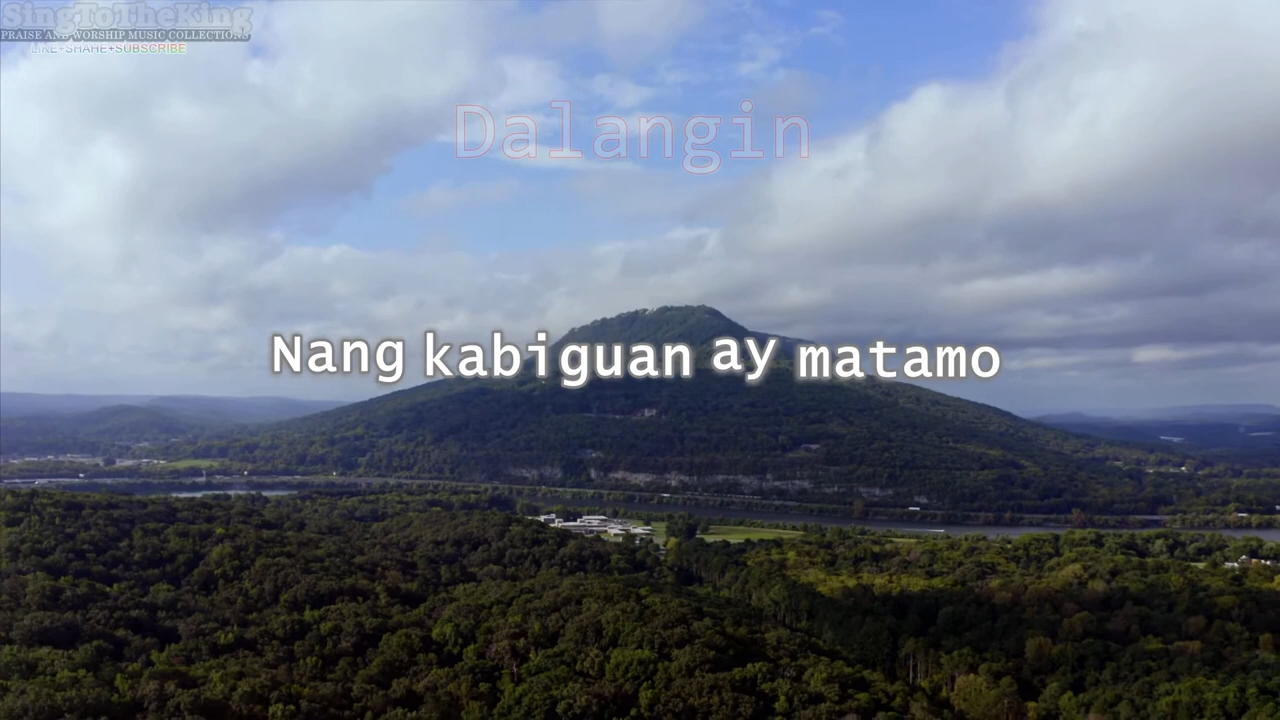 SingToTheKing
PRAISE AND WORSHIP MUSIC COLLECTIONS
LIKE+SHARE+SUBSCRIBE
Dalangin
Nang kabiguan ay matamo